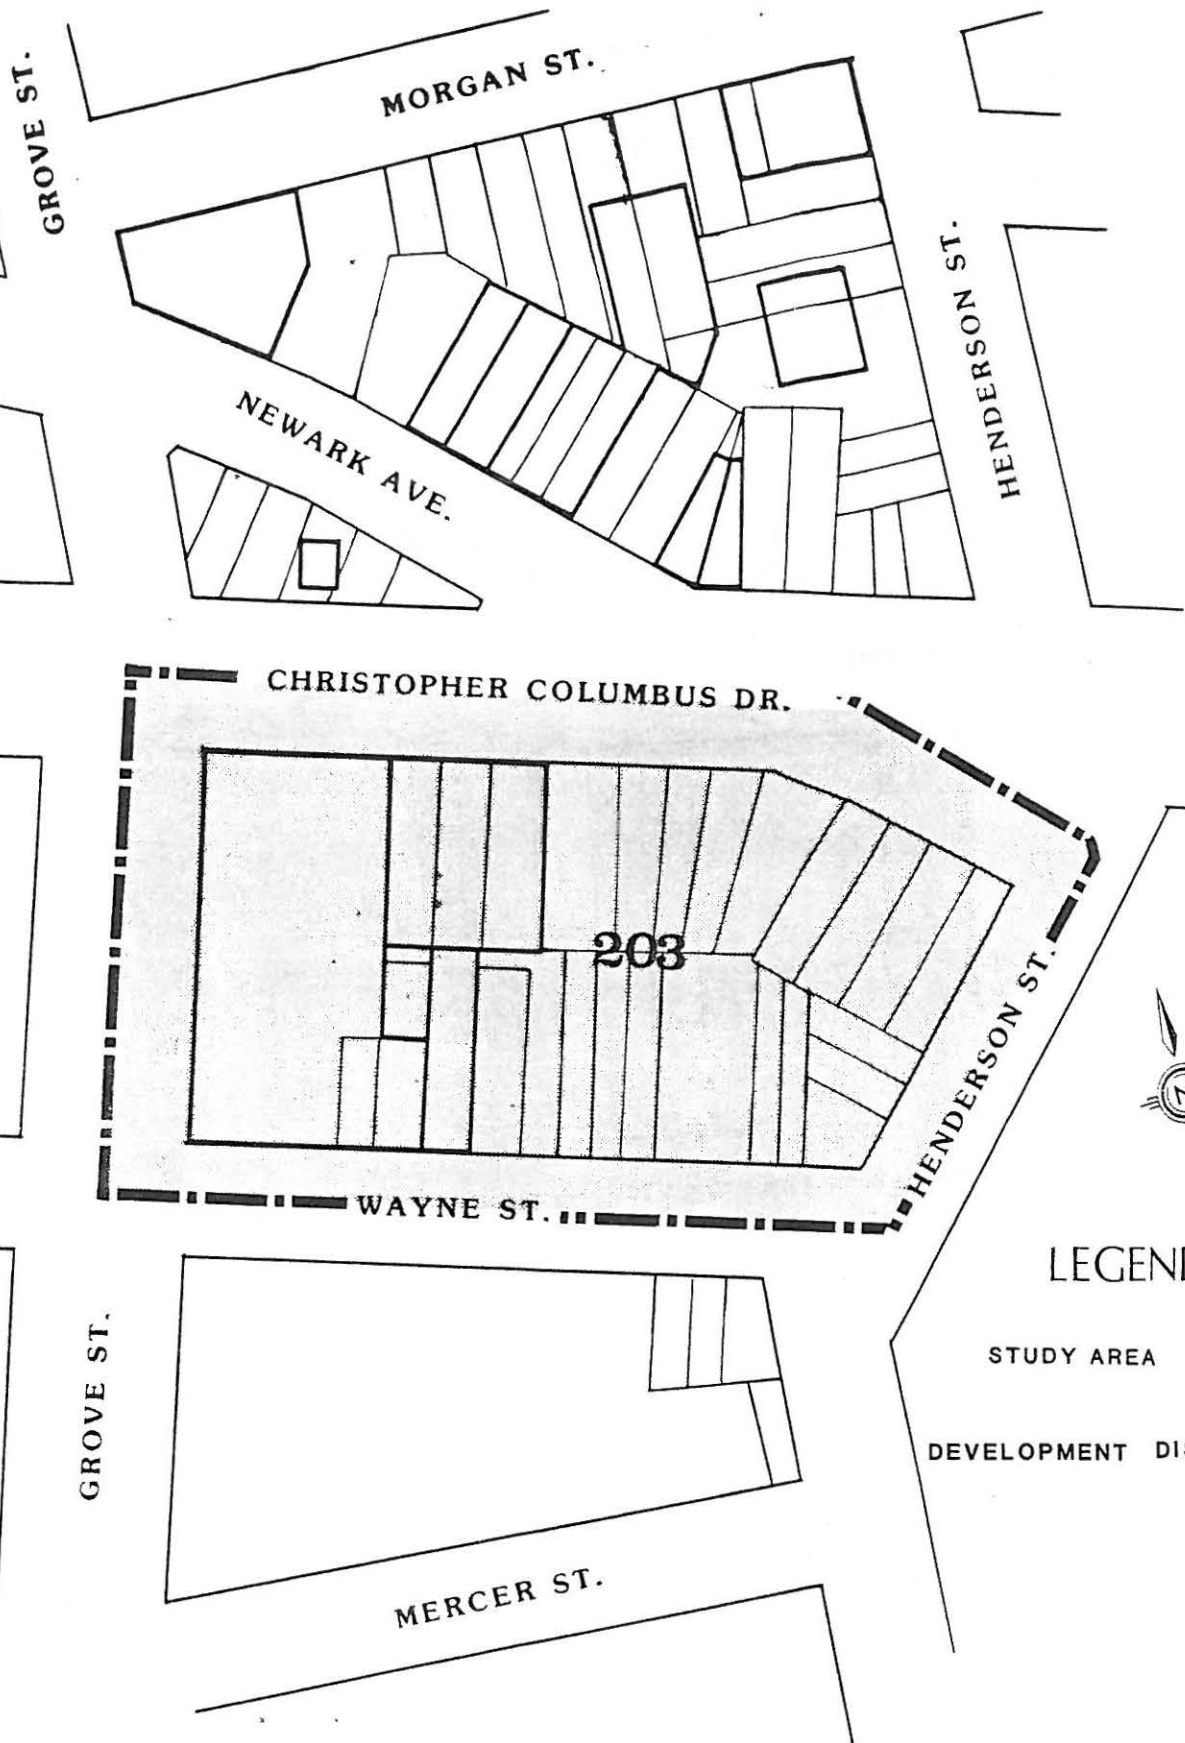 MORGAN ST.
GROVE ST.
HENDERSON ST.
NEWARK AVE.
CHRISTOPHER COLUMBUS DR.
203
HENDERSON ST.
WAYNE ST.
LEGEN
GROVE ST.
STUDY AREA
DEVELOPMENT DI
MERCER ST.